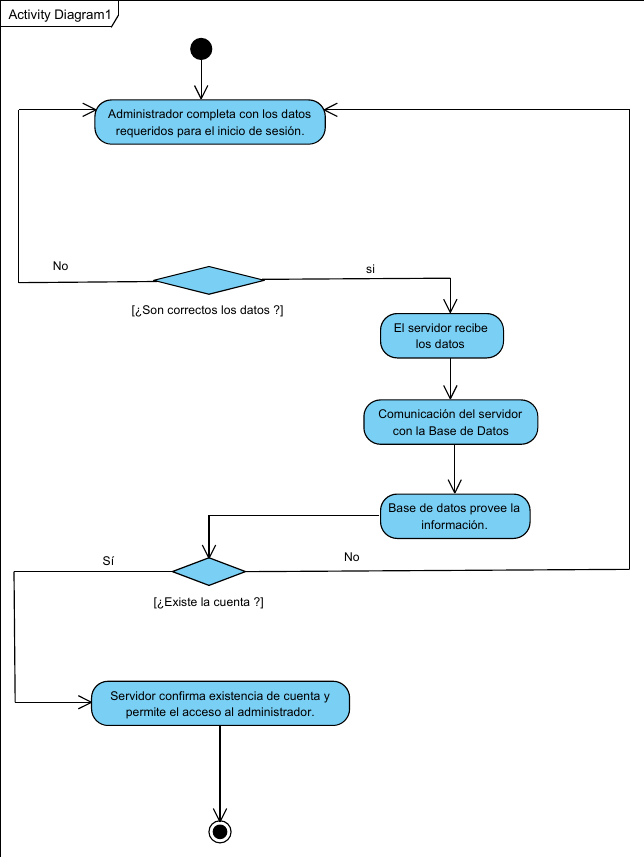 Activity Diagram1
Administrador completa con los datos
requeridos para el inicio de sesión.
No
si
[¿Son correctos los datos ?]
El servidor recibe
los datos
Comunicación del servidor
con la Base de Datos
Base de datos provee la
información.
Sí
No
[¿Existe la cuenta ?]
Servidor confirma existencia de cuenta y
permite el acceso al administrador.